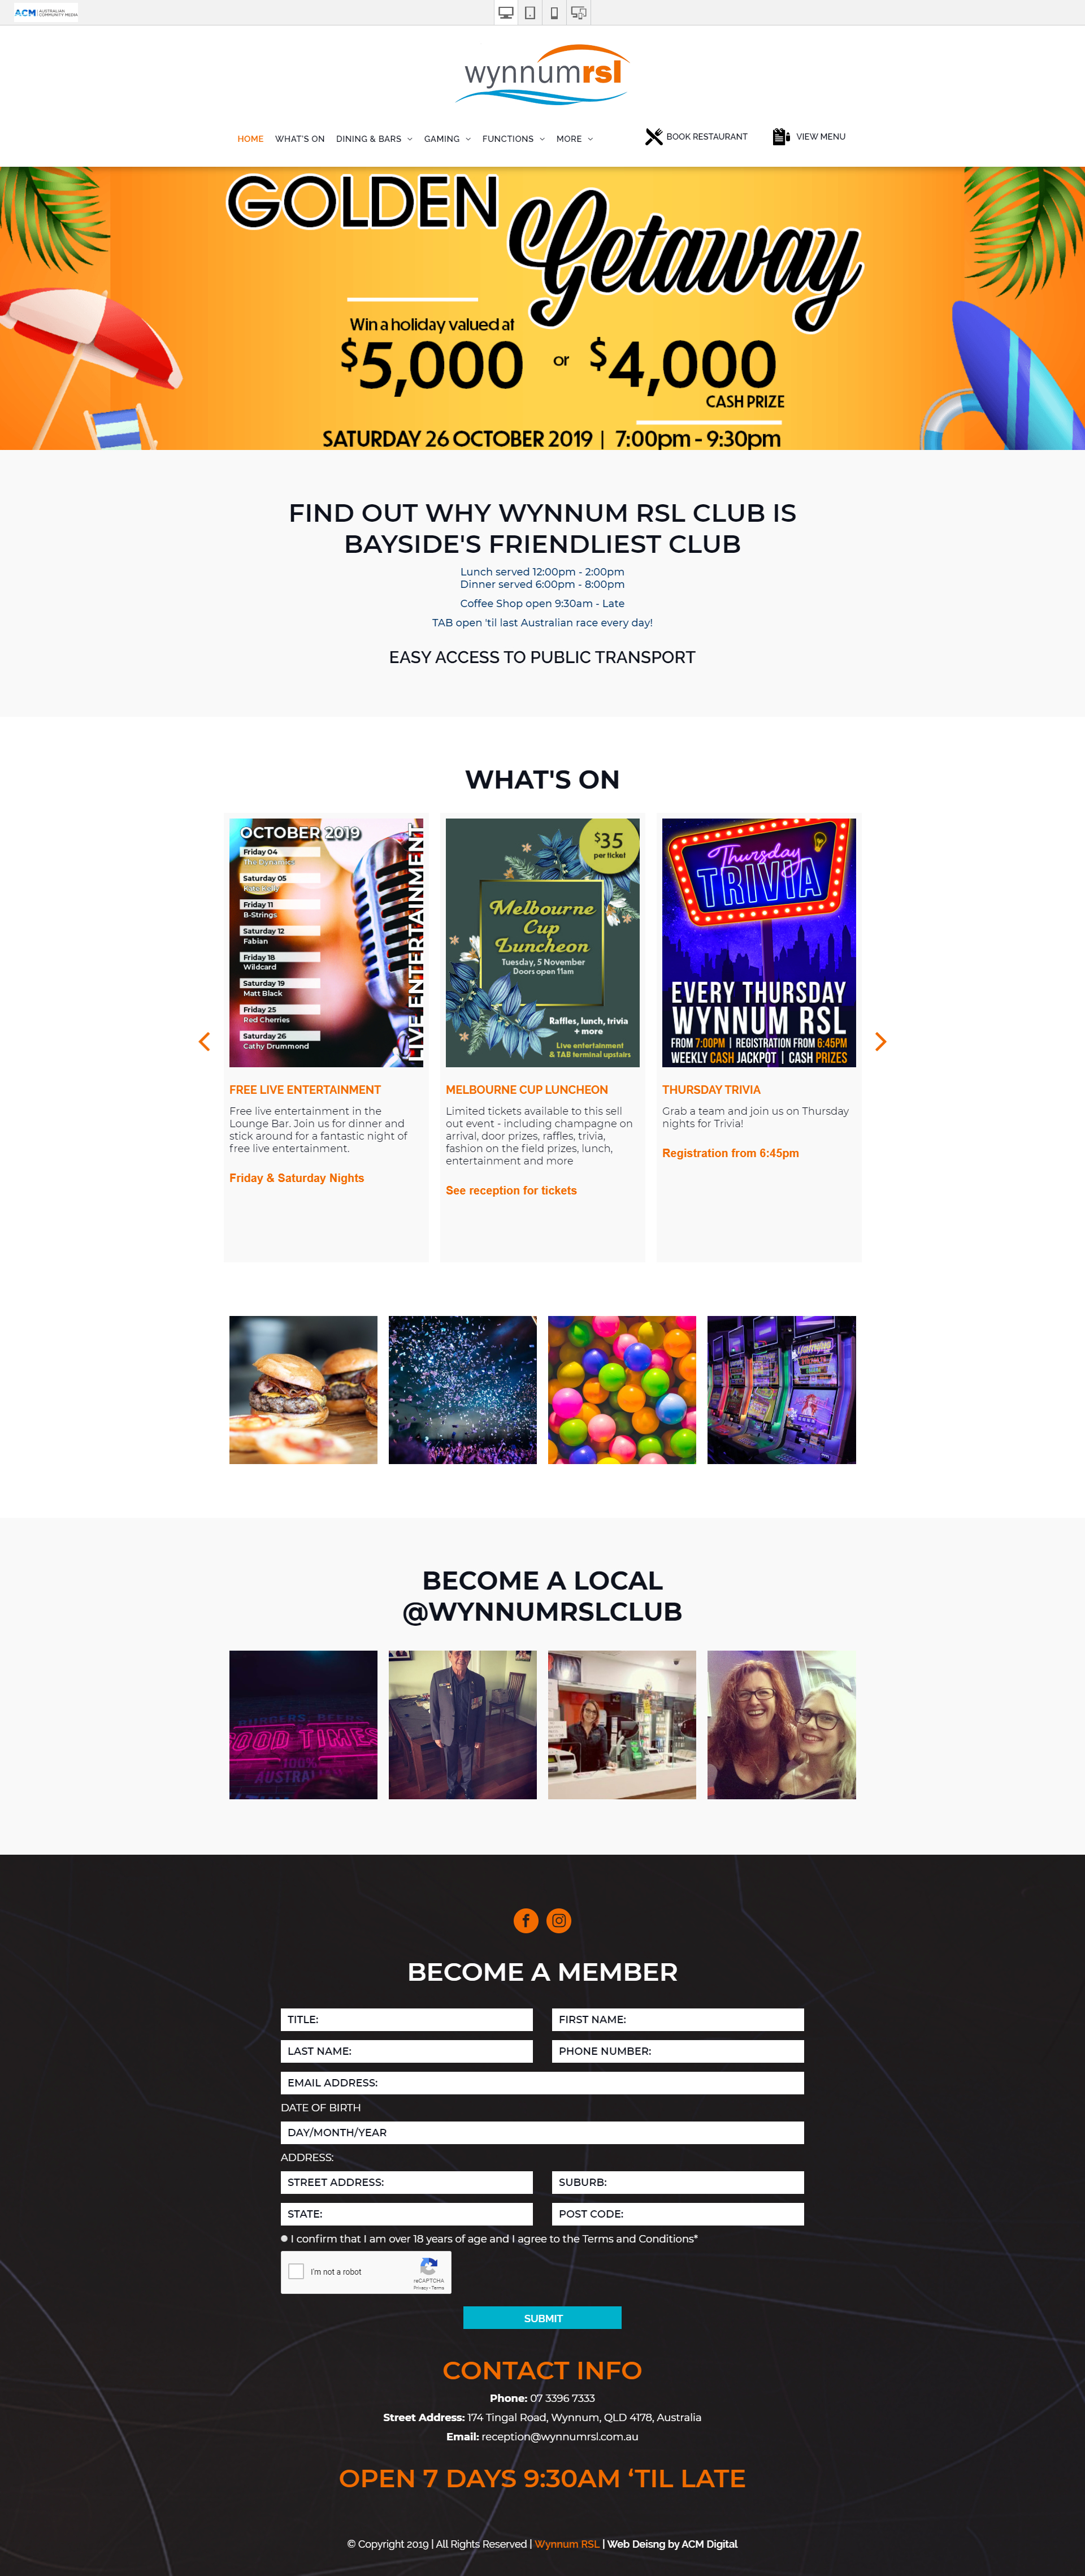 ACM AUSTRALIAN COMMUNITY MEDIA
wynnumrsl
HOME WHAT'S ON DINING & BARS GAMING FUNCTIONS MORE
BOOK RESTAURANT VIEW MENU
GOLDEN
Getaway
Win a holiday valued at
$5,000 or $4,000
CASH PRIZE
SATURDAY 26 OCTOBER 2019 | 7:00pm - 9:30pm
FIND OUT WHY WYNNUM RSL CLUB IS
BAYSIDE'S FRIENDLIEST CLUB
Lunch served 12:00pm - 2:00pm
Dinner served 6:00pm - 8:00pm
Coffee Shop open 9:30am - Late
TAB open 'til last Australian race every day!
EASY ACCESS TO PUBLIC TRANSPORT
WHAT'S ON
OCTOBER 2019
Friday 04
The Dynamics
Saturday 05
Kate Kelly
Friday 11
B-Strings
Saturday 12
Fabian
Friday 18
Wildcard
Saturday 19
Matt Black
Friday 25
Red Cherries
Saturday 26
Cathy Drummond
LIVE ENTERTAINMENT
FREE LIVE ENTERTAINMENT
Free live entertainment in the
Lounge Bar. Join us for dinner and
stick around for a fantastic night of
free live entertainment.
Friday & Saturday Nights
$35
per ticket
Melbourne
Cup
Luncheon
Tuesday, 5 November
Doors open 11am
Raffles, lunch, trivia
+ more
Live entertainment
& TAB terminal upstairs
MELBOURNE CUP LUNCHEON
Limited tickets available to this sell
out event - including champagne on
arrival, door prizes, raffles, trivia,
fashion on the field prizes, lunch,
entertainment and more
See reception for tickets
Thursday
TRIVIA
EVERY THURSDAY
WYNNUM RSL
FROM 7:00PM | REGISTRATION FROM 6:45PM
WEEKLY CASH JACKPOT | CASH PRIZES
THURSDAY TRIVIA
Grab a team and join us on Thursday
nights for Trivia!
Registration from 6:45pm
BECOME A LOCAL
@WYNNUMRSLCLUB
BURGERS, BEERS
GOOD TIMES
100%
AUSTRALIAN
BECOME A MEMBER
TITLE: FIRST NAME:
LAST NAME: PHONE NUMBER:
EMAIL ADDRESS:
DATE OF BIRTH
DAY/MONTH/YEAR
ADDRESS:
STREET ADDRESS: SUBURB:
STATE: POST CODE:
I confirm that I am over 18 years of age and I agree to the Terms and Conditions*
I'm not a robot
reCAPTCHA
Privacy - Terms
SUBMIT
CONTACT INFO
Phone: 07 3396 7333
Street Address: 174 Tingal Road, Wynnum, QLD 4178, Australia
Email: reception@wynnumrsl.com.au
OPEN 7 DAYS 9:30AM ‘TIL LATE
© Copyright 2019 | All Rights Reserved | Wynnum RSL | Web Deisng by ACM Digital